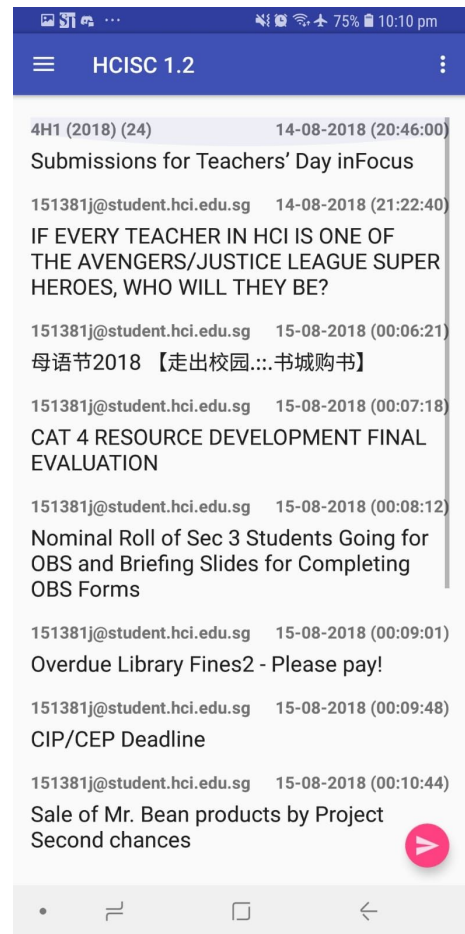 75% 10:10 pm
HCISC 1.2
4H1 (2018) (24) 14-08-2018 (20:46:00)
Submissions for Teachers' Day inFocus
151381j@student.hci.edu.sg 14-08-2018 (21:22:40)
IF EVERY TEACHER IN HCI IS ONE OF
THE AVENGERS/JUSTICE LEAGUE SUPER
HEROES, WHO WILL THEY BE?
151381j@student.hci.edu.sg 15-08-2018 (00:06:21)
母语节2018 【走出校园.::.书城购书】
151381j@student.hci.edu.sg 15-08-2018 (00:07:18)
CAT 4 RESOURCE DEVELOPMENT FINAL
EVALUATION
151381j@student.hci.edu.sg 15-08-2018 (00:08:12)
Nominal Roll of Sec 3 Students Going for
OBS and Briefing Slides for Completing
OBS Forms
151381j@student.hci.edu.sg 15-08-2018 (00:09:01)
Overdue Library Fines2 - Please pay!
151381j@student.hci.edu.sg 15-08-2018 (00:09:48)
CIP/CEP Deadline
151381j@student.hci.edu.sg 15-08-2018 (00:10:44)
Sale of Mr. Bean products by Project
Second chances